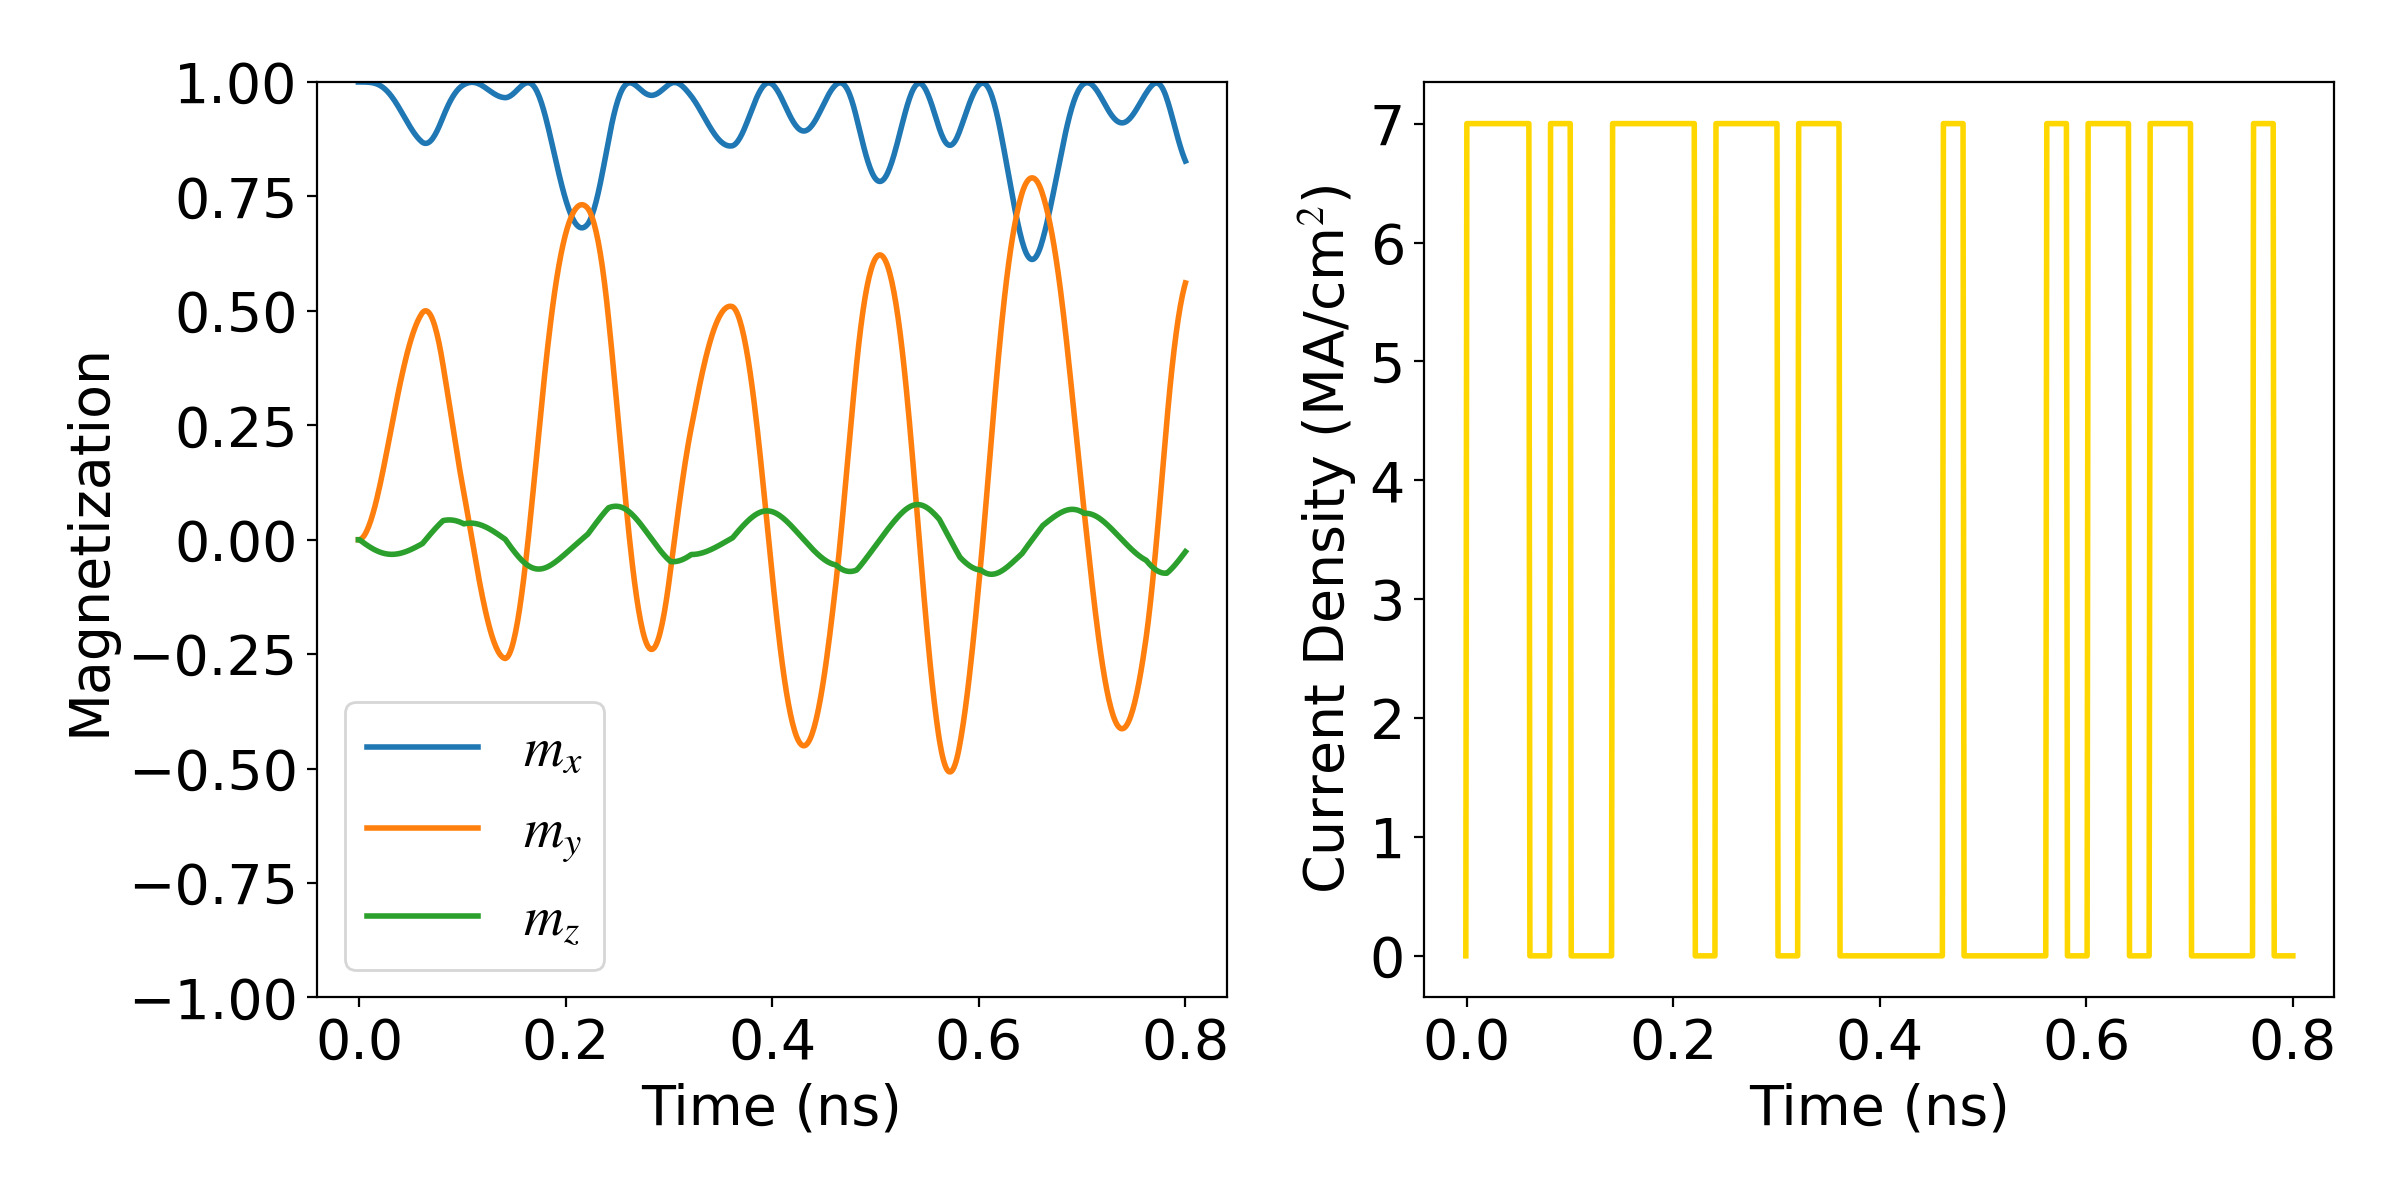 1.00
0.75
0.50
0.25
0.00
−0.25
−0.50
−0.75
−1.00
Magnetization
m_x
m_y
m_z
0.0 0.2 0.4 0.6 0.8
Time (ns)
7
6
5
4
3
2
1
0
Current Density (MA/cm²)
0.0 0.2 0.4 0.6 0.8
Time (ns)